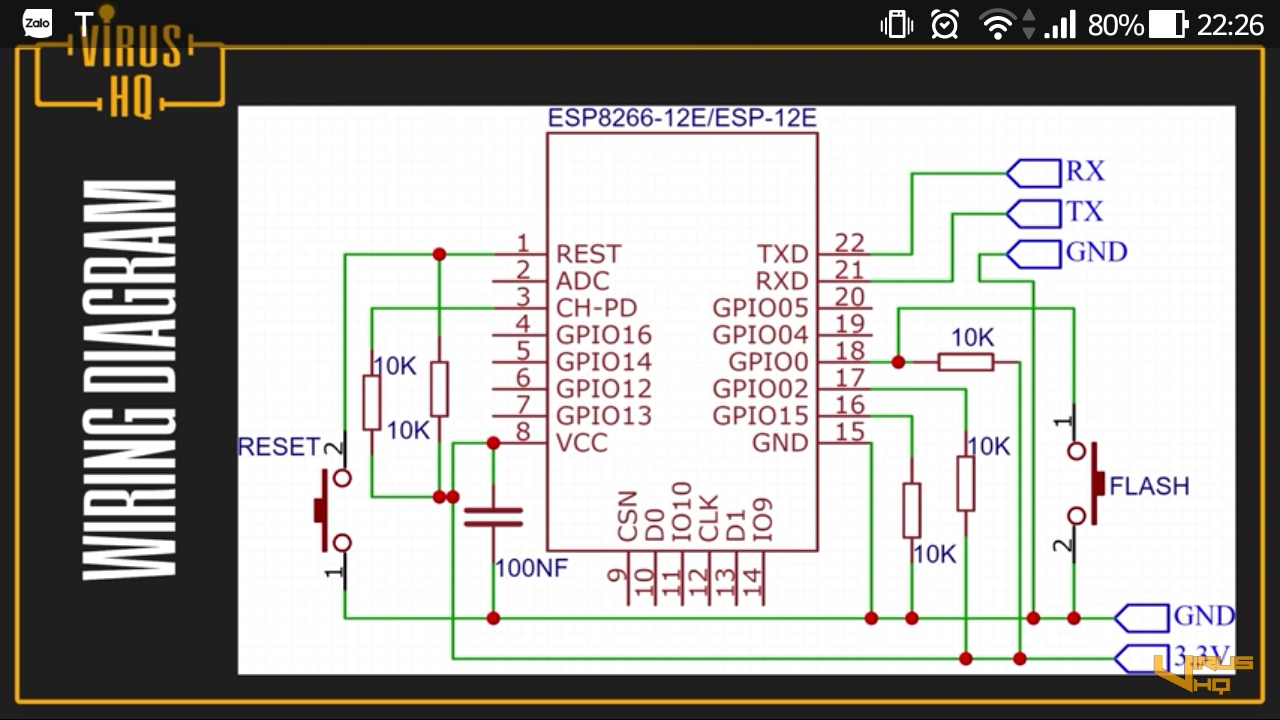 Zalo T 80% 22:26
VIRUS
HQ
WIRING DIAGRAM
ESP8266-12E/ESP-12E
RX
TX
GND
1 REST TXD 22
2 ADC RXD 21
3 CH-PD GPIO05 20
4 GPIO16 GPIO04 19
5 GPIO14 GPIO0 18
6 GPIO12 GPIO02 17
7 GPIO13 GPIO15 16
8 VCC GND 15
10K
10K
10K
10K
10K
RESET
2
1
1
FLASH
2
CSN
D0
IO10
CLK
D1
IO9
9
10
11
12
13
14
100NF
GND
3.3V
VIRUS
HQ